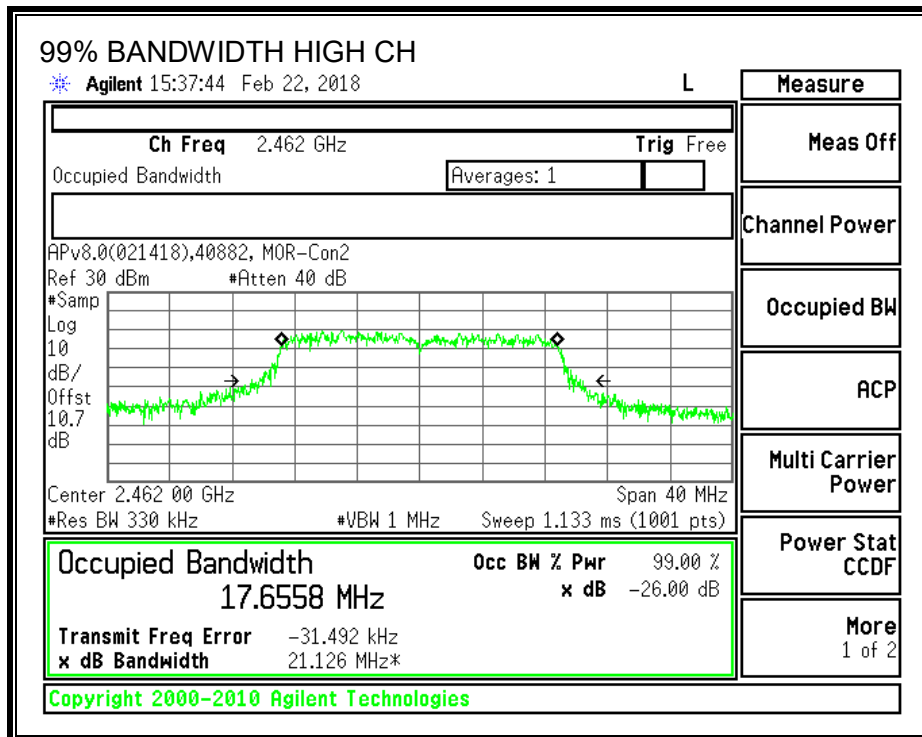 99% BANDWIDTH HIGH CH
Agilent 15:37:44 Feb 22, 2018 L
Measure
Ch Freq 2.462 GHz Trig Free
Meas Off
Occupied Bandwidth Averages: 1
Channel Power
APv8.0(021418),40882, MOR-Con2
Ref 30 dBm #Atten 40 dB
#Samp
Log
10
dB/
Offst
10.7
dB
Occupied BW
ACP
Multi Carrier
Power
Center 2.462 00 GHz Span 40 MHz
#Res BW 330 kHz #VBW 1 MHz Sweep 1.133 ms (1001 pts)
Power Stat
CCDF
Occupied Bandwidth Occ BW % Pwr 99.00 %
17.6558 MHz x dB -26.00 dB
Transmit Freq Error -31.492 kHz
x dB Bandwidth 21.126 MHz*
More
1 of 2
Copyright 2000-2010 Agilent Technologies